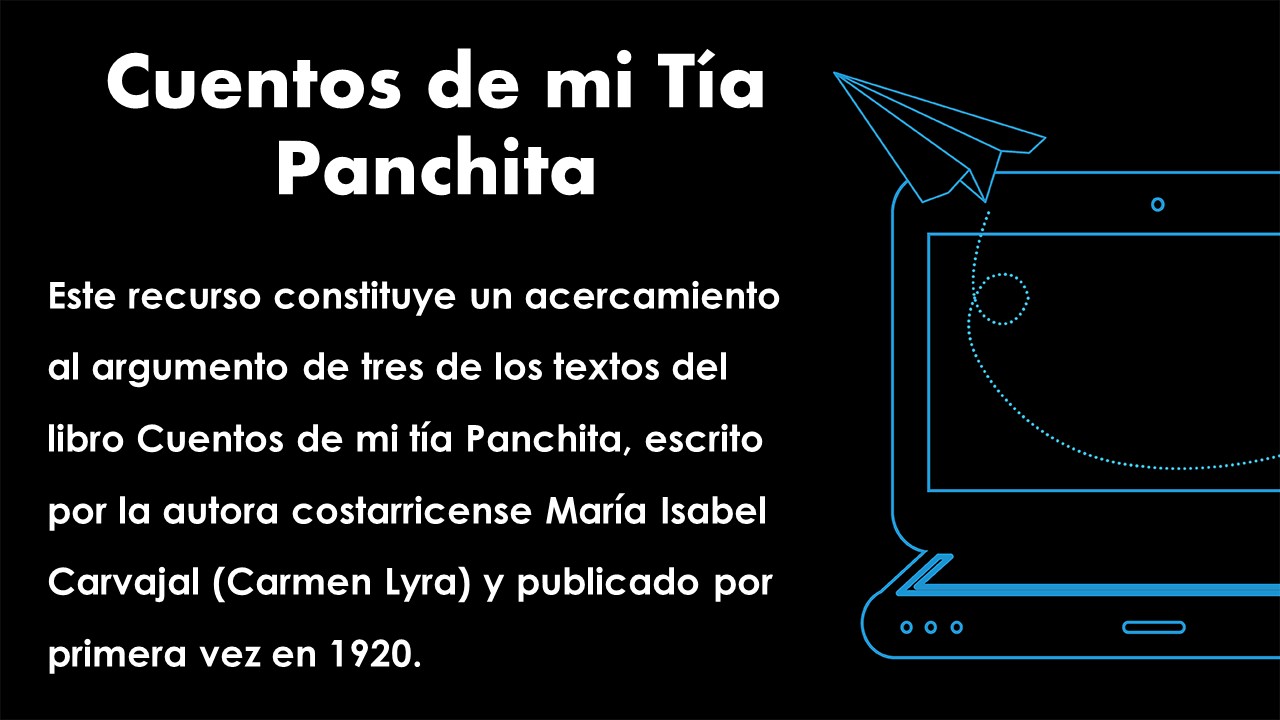 Cuentos de mi Tía
Panchita
Este recurso constituye un acercamiento
al argumento de tres de los textos del
libro Cuentos de mi tía Panchita, escrito
por la autora costarricense María Isabel
Carvajal (Carmen Lyra) y publicado por
primera vez en 1920.